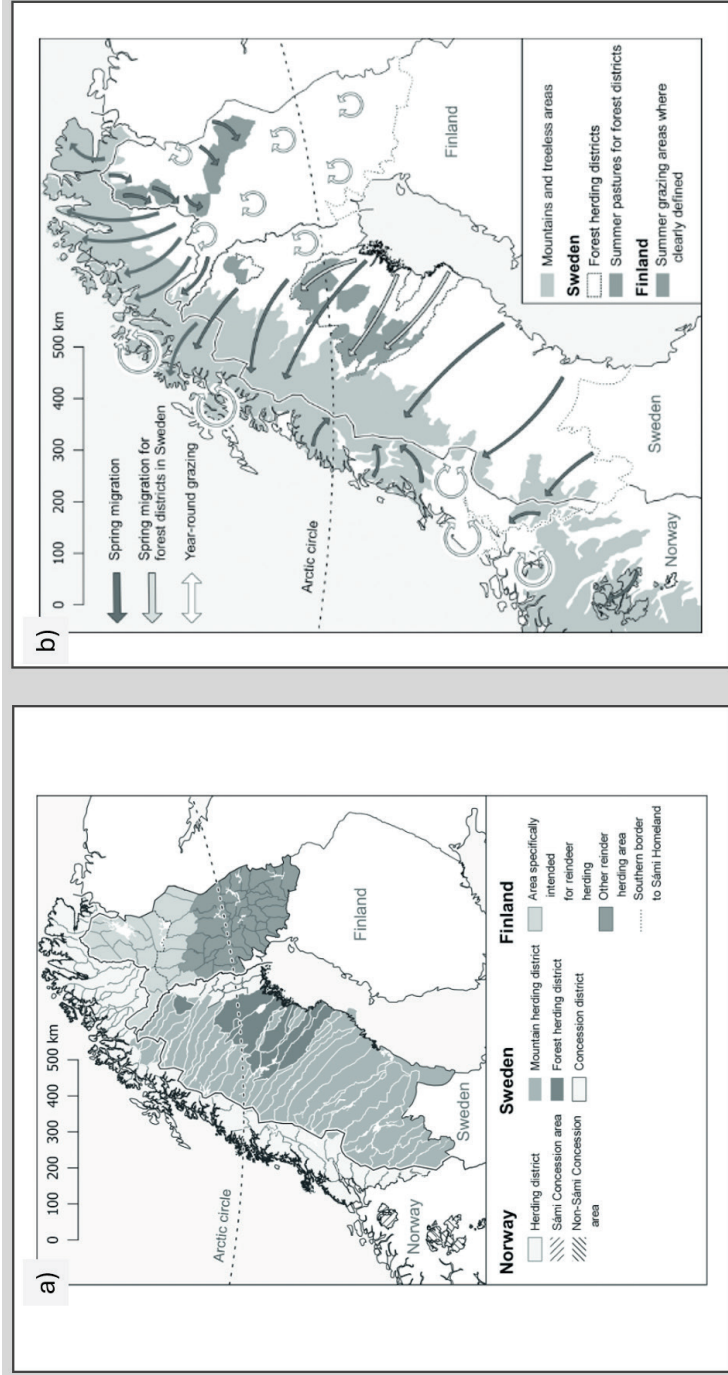 a)
0 100 200 300 400 500 km
Arctic circle
Norway
Sweden
Finland
Norway
Herding district
Sámi Concession area
Non-Sámi Concession
area
Sweden
Mountain herding district
Forest herding district
Concession district
Finland
Area specifically
intended
for reindeer
herding
Other reinder
herding area
Southern border
to Sámi Homeland
b)
0 100 200 300 400 500 km
Spring migration
Spring migration for
forest districts in Sweden
Year-round grazing
Arctic circle
Norway
Sweden
Finland
Mountains and treeless areas
Sweden
Forest herding districts
Summer pastures for forest districts
Finland
Summer grazing areas where
clearly defined